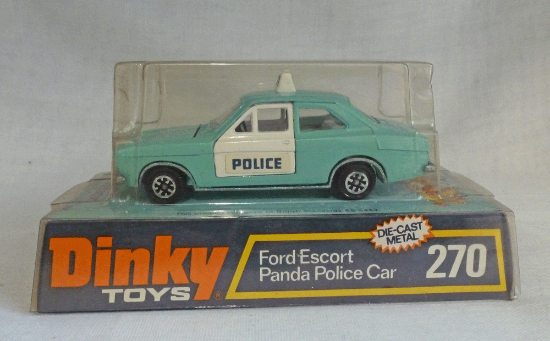 POLICE
Dinky
TOYS®
Ford Escort
Panda Police Car
DIE-CAST
METAL
270